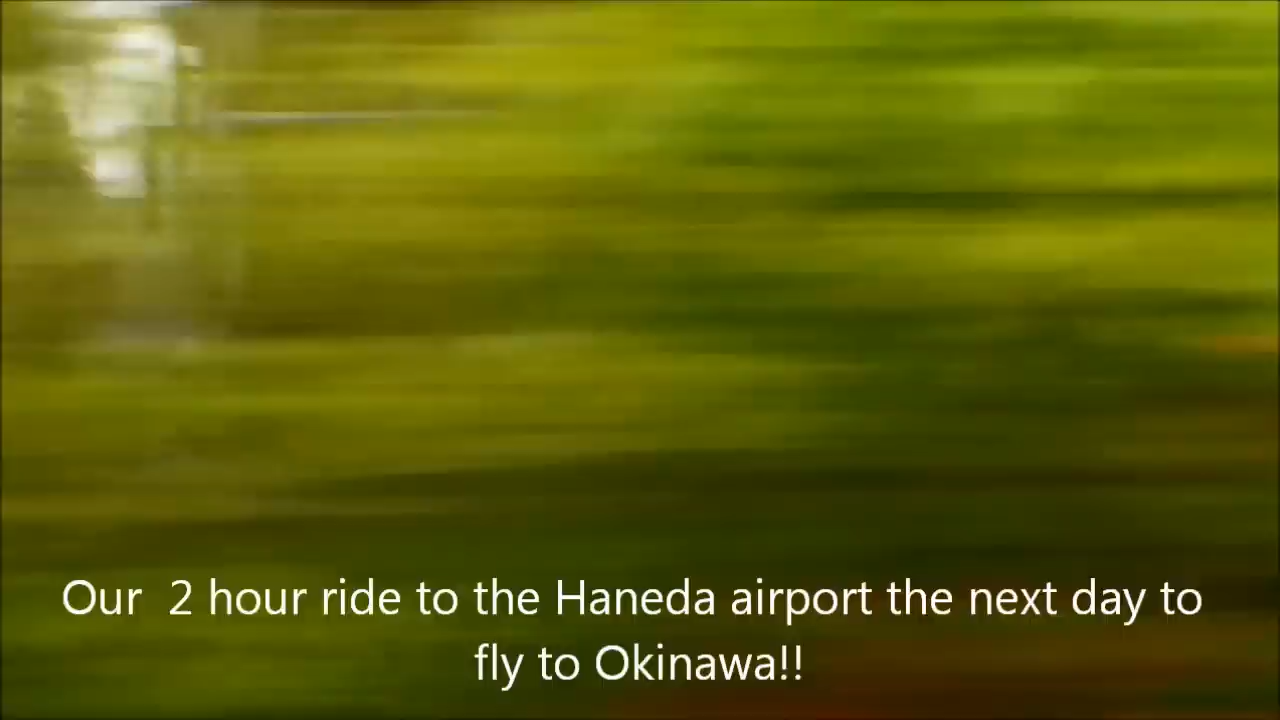 Our  2 hour ride to the Haneda airport the next day to
fly to Okinawa!!